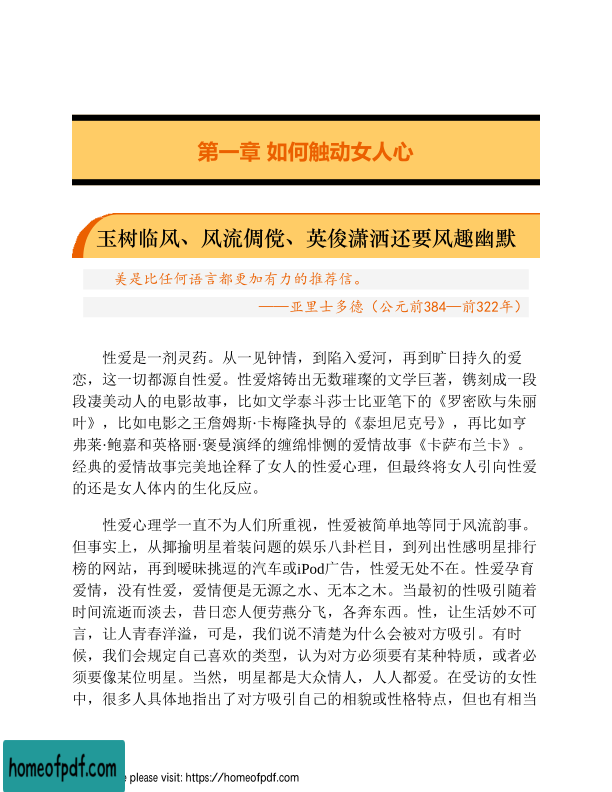 第一章 如何触动女人心
玉树临风、风流倜傥、英俊潇洒还要风趣幽默
美是比任何语言都更加有力的推荐信。
——亚里士多德（公元前384—前322年）
性爱是一剂灵药。从一见钟情，到陷入爱河，再到旷日持久的爱
恋，这一切都源自性爱。性爱熔铸出无数璀璨的文学巨著，镌刻成一段
段凄美动人的电影故事，比如文学泰斗莎士比亚笔下的《罗密欧与朱丽
叶》，比如电影之王詹姆斯·卡梅隆执导的《泰坦尼克号》，再比如亨
弗莱·鲍嘉和英格丽·褒曼演绎的缠绵悱恻的爱情故事《卡萨布兰卡》。
经典的爱情故事完美地诠释了女人的性爱心理，但最终将女人引向性爱
的还是女人体内的生化反应。
性爱心理学一直不为人们所重视，性爱被简单地等同于风流韵事。
但事实上，从揶揄明星着装问题的娱乐八卦栏目，到列出性感明星排行
榜的网站，再到暧昧挑逗的汽车或iPod广告，性爱无处不在。性爱孕育
爱情，没有性爱，爱情便是无源之水、无本之木。当最初的性吸引随着
时间流逝而淡去，昔日恋人便劳燕分飞，各奔东西。性，让生活妙不可
言，让人青春洋溢，可是，我们说不清楚为什么会被对方吸引。有时
候，我们会规定自己喜欢的类型，认为对方必须要有某种特质，或者必
须要像某位明星。当然，明星都是大众情人，人人都爱。在受访的女性
中，很多人具体地指出了对方吸引自己的相貌或性格特点，但也有相当
homeofpdf.com
e please visit: https://homeofpdf.com